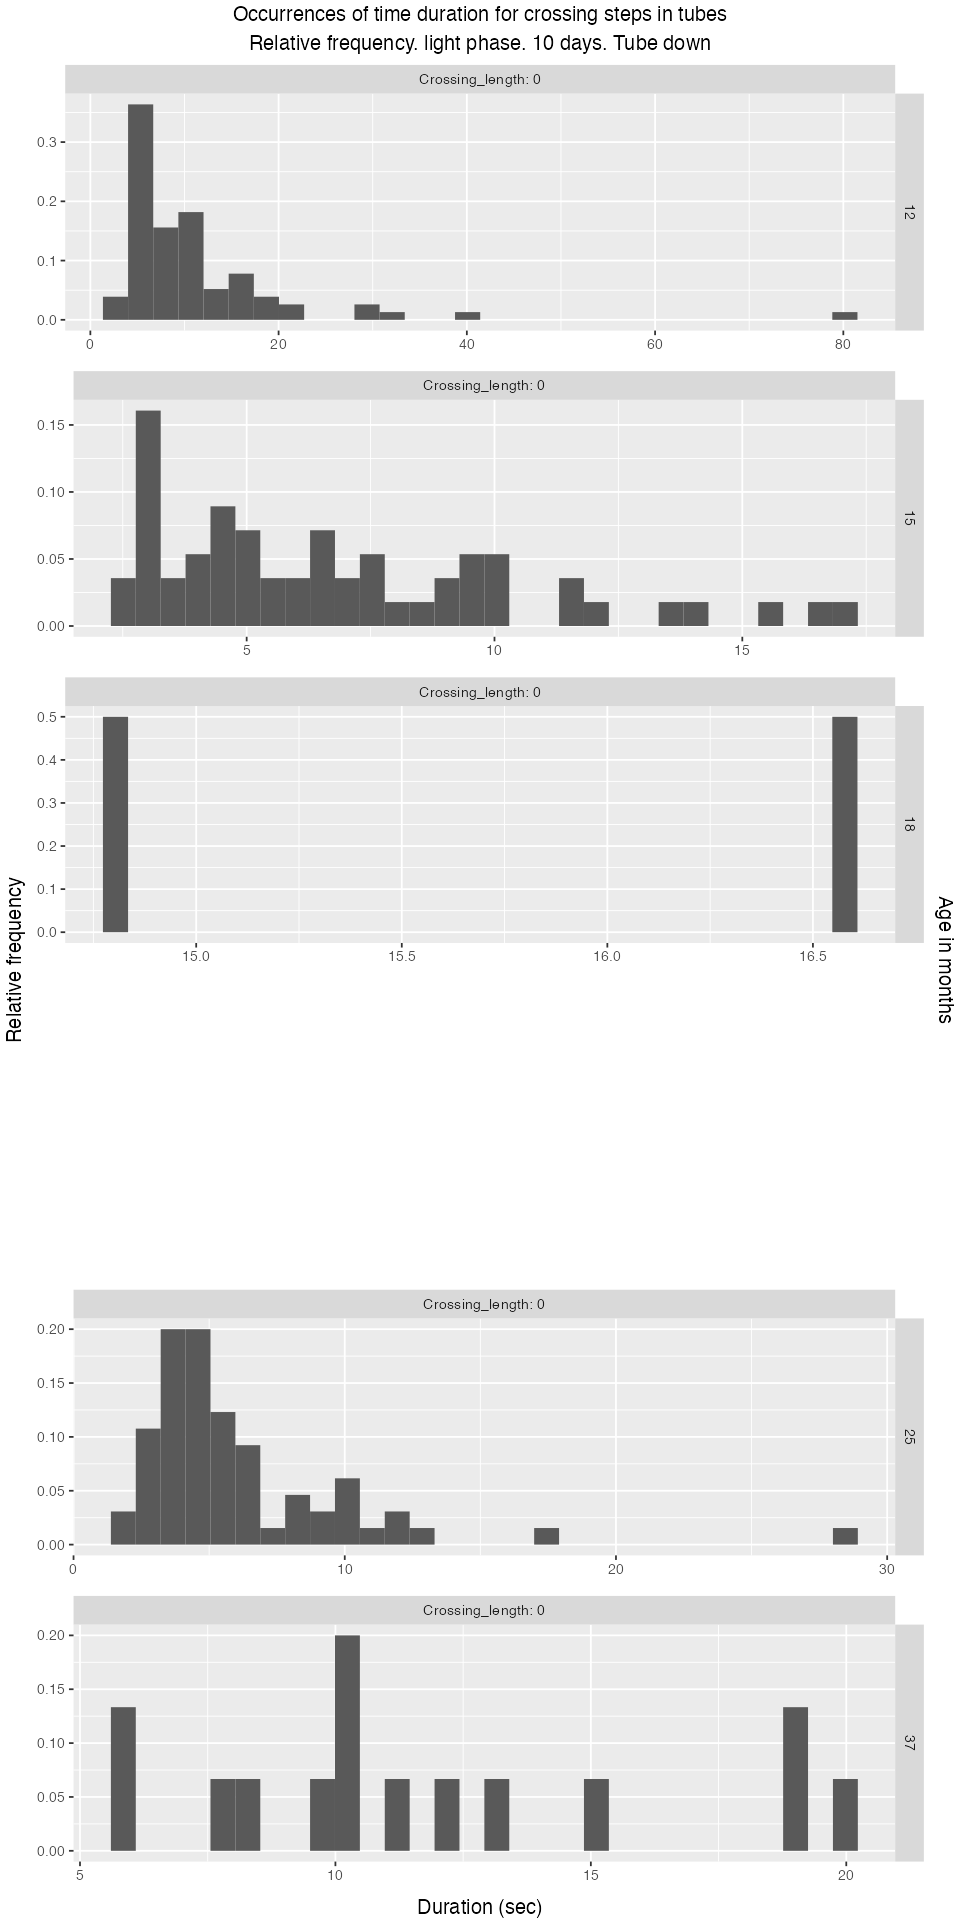 Occurrences of time duration for crossing steps in tubes
Relative frequency. light phase. 10 days. Tube down
Crossing_length: 0
0.3
0.2
0.1
0.0
12
0 20 40 60 80
Crossing_length: 0
0.15
0.10
0.05
0.00
15
5 10 15
Crossing_length: 0
0.5
0.4
0.3
0.2
0.1
0.0
18
15.0 15.5 16.0 16.5
Relative frequency
Age in months
Crossing_length: 0
0.20
0.15
0.10
0.05
0.00
25
0 10 20 30
Crossing_length: 0
0.20
0.15
0.10
0.05
0.00
37
5 10 15 20
Duration (sec)